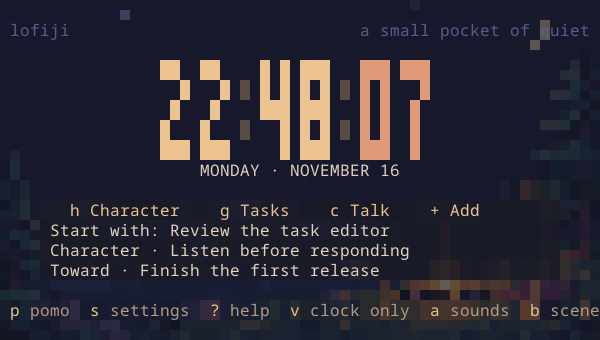 lofiji
a small pocket of quiet
22:48:07
MONDAY · NOVEMBER 16
h Character g Tasks c Talk + Add
Start with: Review the task editor
Character · Listen before responding
Toward · Finish the first release
p pomo s settings ? help v clock only a sounds b scene